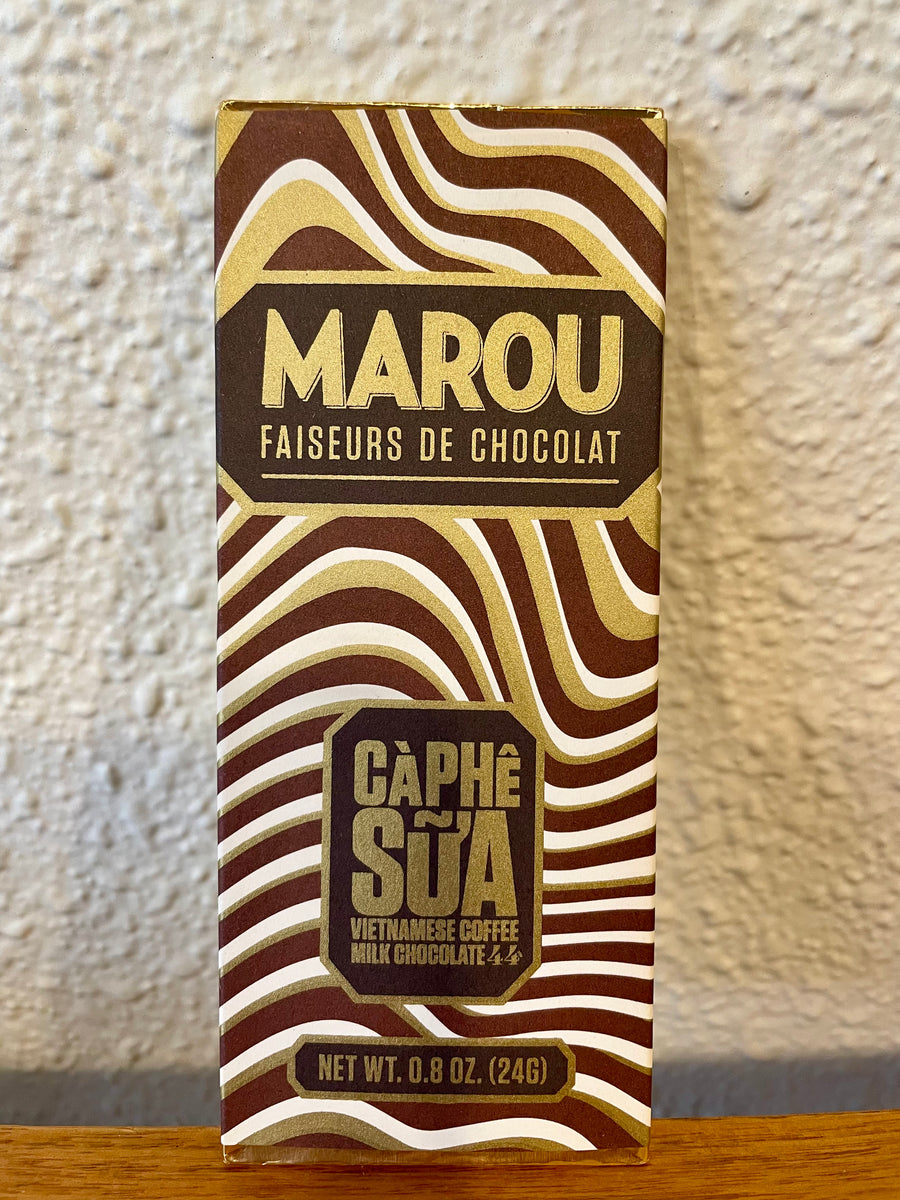 MAROU
FAISEURS DE CHOCOLAT
CÀPHÊ
SỮA
VIETNAMESE COFFEE
MILK CHOCOLATE 44
NET WT. 0.8 OZ. (24G)